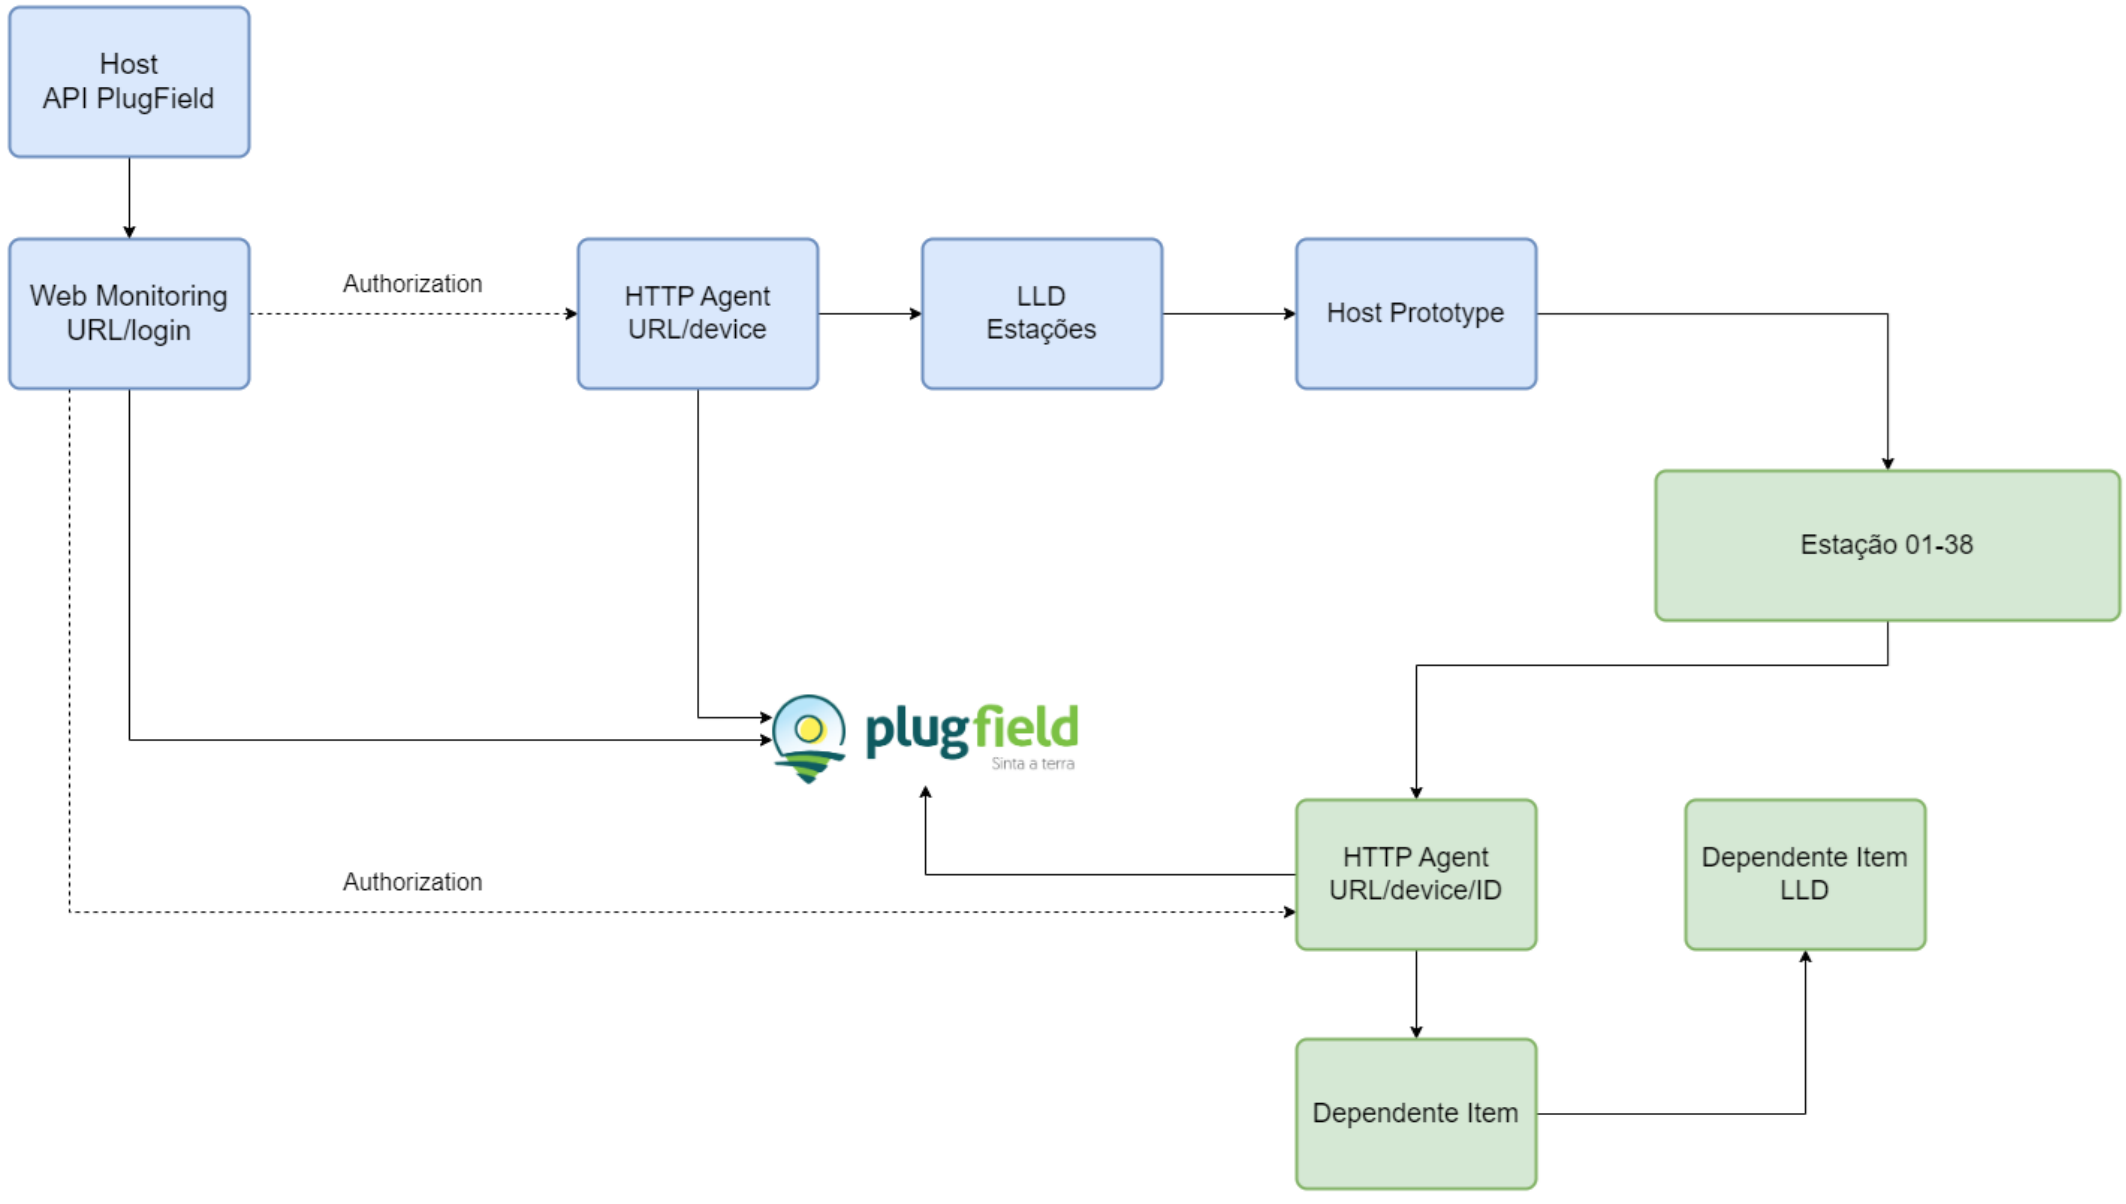 Host
API PlugField
Web Monitoring
URL/login
Authorization
HTTP Agent
URL/device
LLD
Estações
Host Prototype
Estação 01-38
plugfield
Sinta a terra
Authorization
HTTP Agent
URL/device/ID
Dependente Item
LLD
Dependente Item